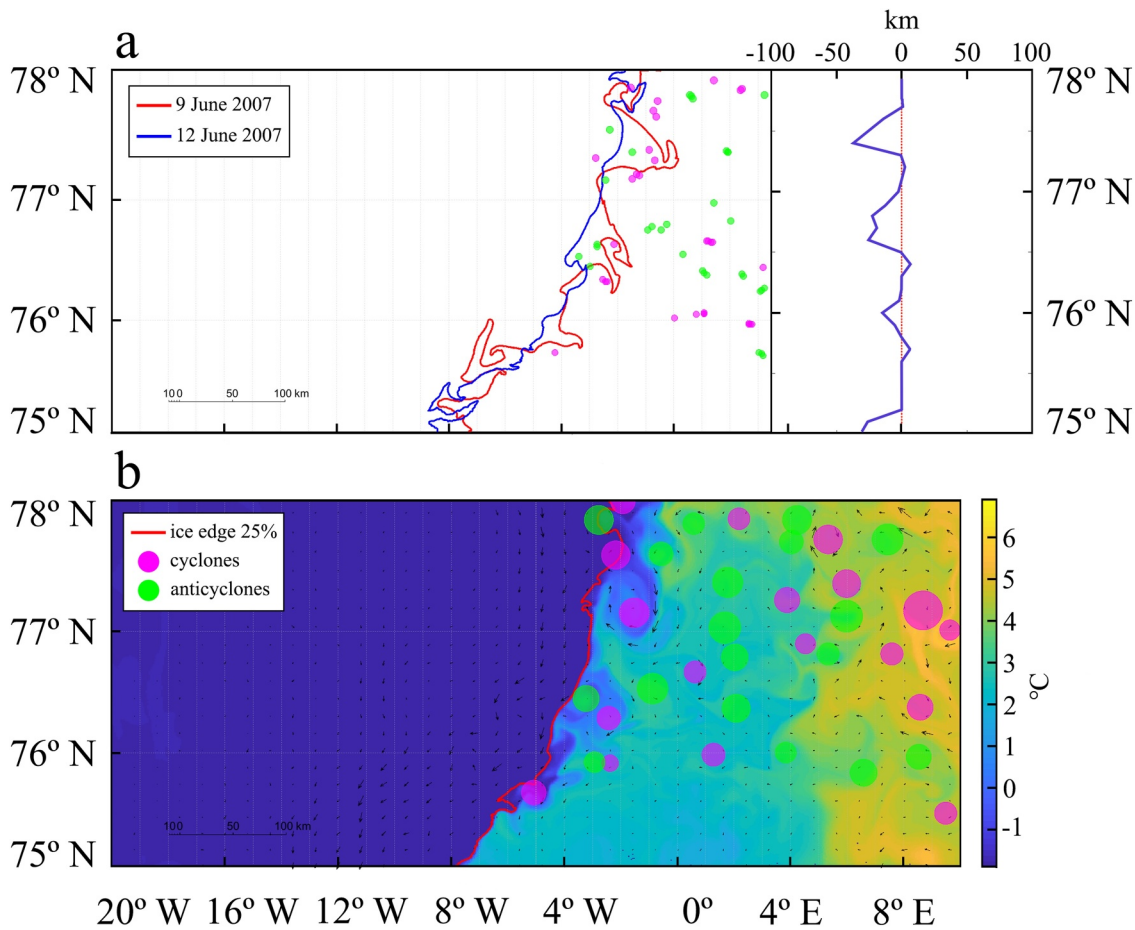 a
km
-100 -50 0 50 100
78º N
77º N
76º N
75º N
9 June 2007
12 June 2007
100 50 100 km
78º N
77º N
76º N
75º N
b
78º N
77º N
76º N
75º N
ice edge 25%
cyclones
anticyclones
100 50 100 km
6
5
4
3
2
1
0
-1
°C
20º W 16º W 12º W 8º W 4º W 0º 4º E 8º E